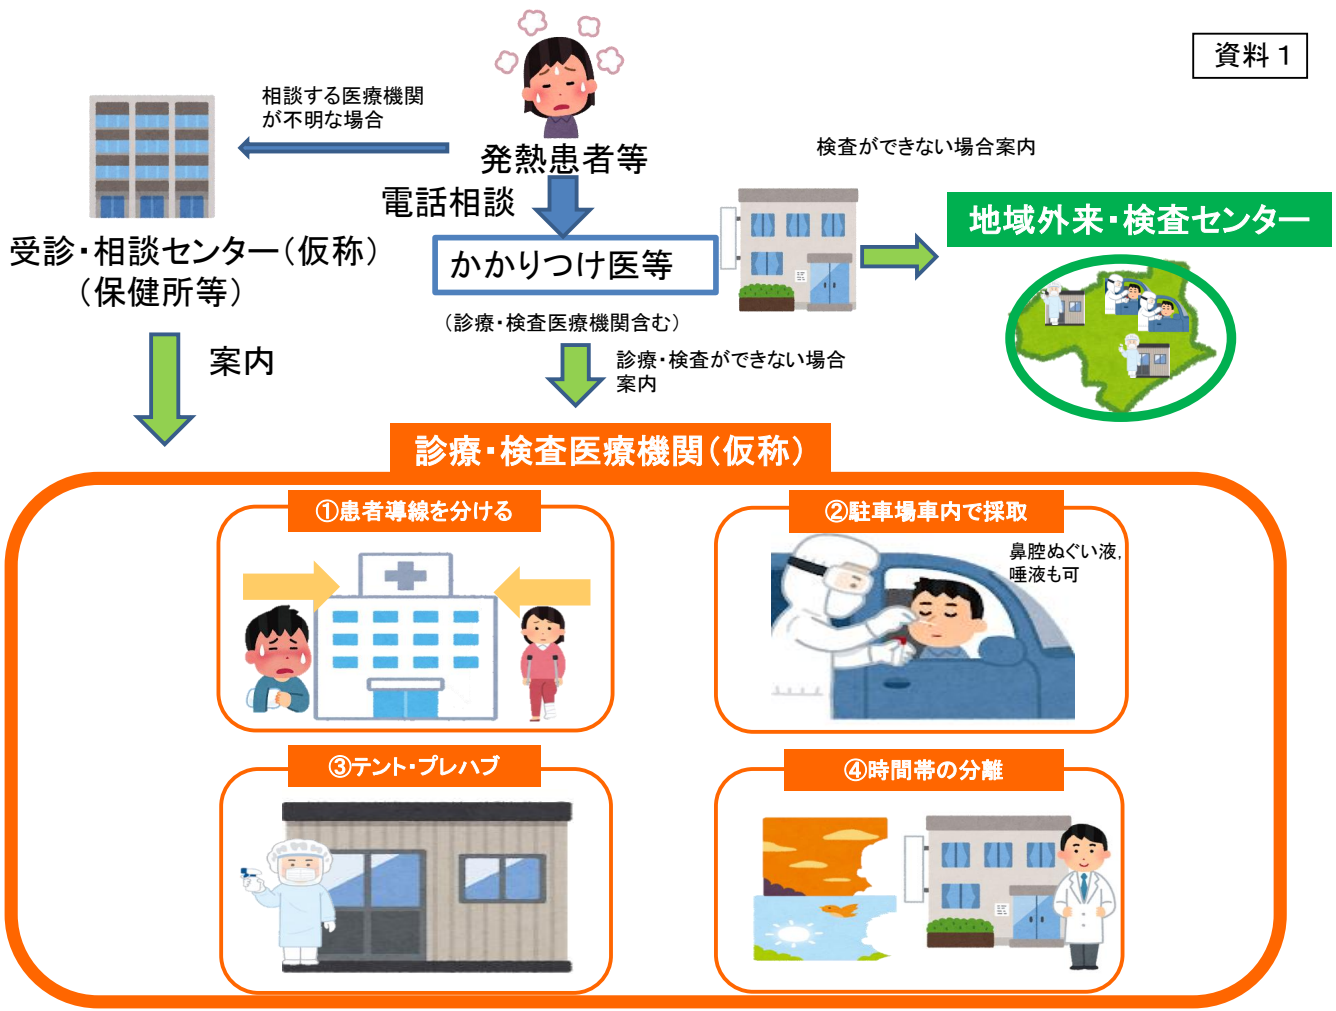 資料１
相談する医療機関
が不明な場合
発熱患者等
検査ができない場合案内
電話相談
地域外来・検査センター
受診・相談センター（仮称）
（保健所等）
かかりつけ医等
（診療・検査医療機関含む）
案内
診療・検査ができない場合
案内
診療・検査医療機関（仮称）
①患者導線を分ける
②駐車場車内で採取
鼻腔ぬぐい液，
唾液も可
③テント・プレハブ
④時間帯の分離